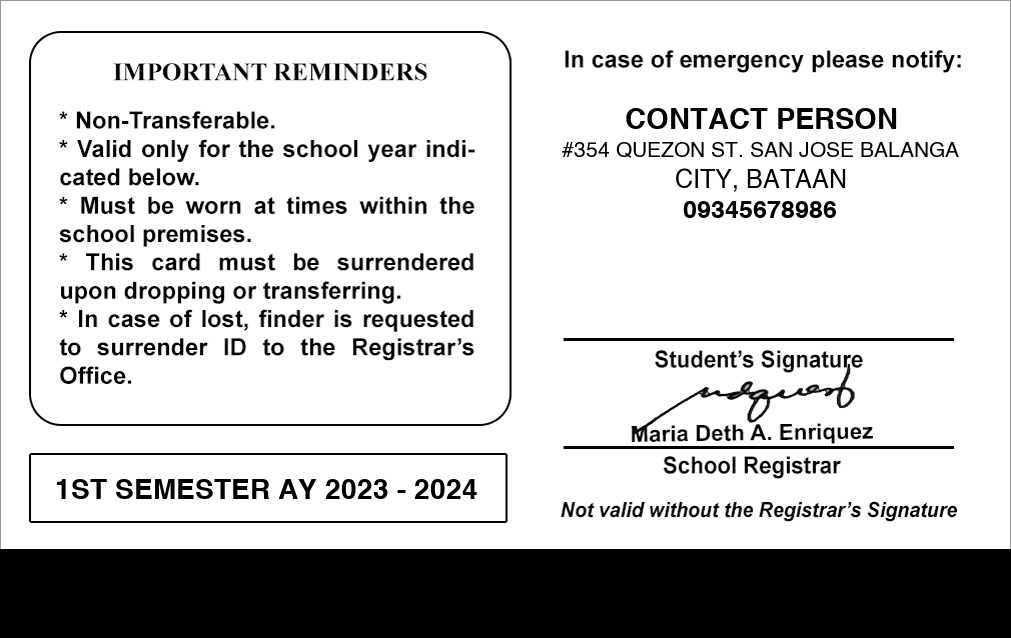 IMPORTANT REMINDERS
* Non-Transferable.
* Valid only for the school year indi-
cated below.
* Must be worn at times within the
school premises.
* This card must be surrendered
upon dropping or transferring.
* In case of lost, finder is requested
to surrender ID to the Registrar’s
Office.
1ST SEMESTER AY 2023 - 2024
In case of emergency please notify:
CONTACT PERSON
#354 QUEZON ST. SAN JOSE BALANGA
CITY, BATAAN
09345678986
Student’s Signature
Maria Deth A. Enriquez
School Registrar
Not valid without the Registrar’s Signature